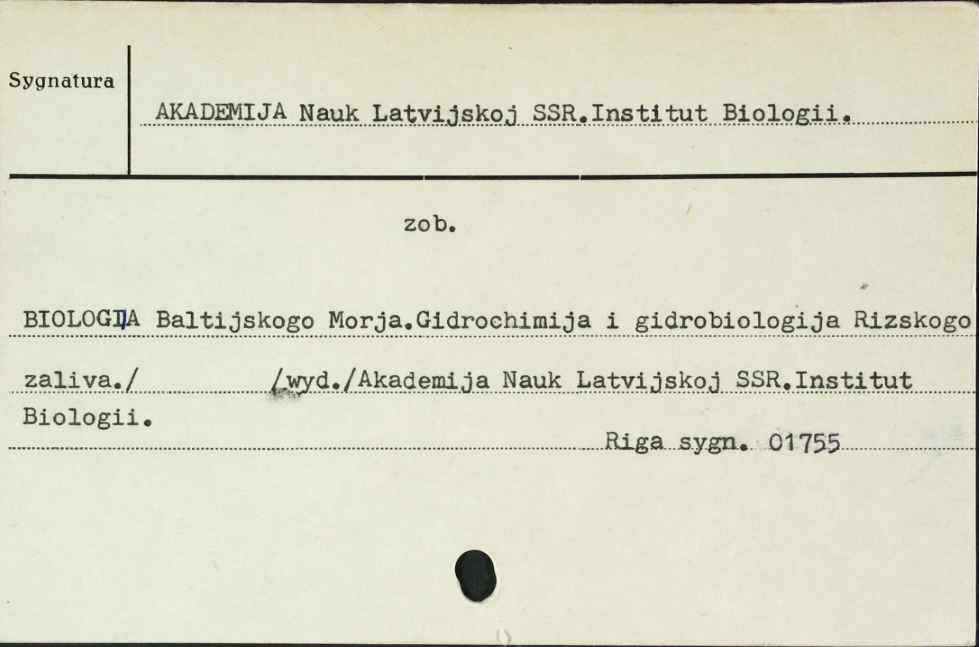 Sygnatura
AKADEMIJA Nauk Latvijskoj SSR.Institut Biologii.
zob.
BIOLOGIJA Baltijskogo Morja.Gidrochimija i gidrobiologija Rizskogo
zaliva./ /wyd./Akademija Nauk Latvijskoj SSR.Institut
Biologii.
Riga sygn. 01755